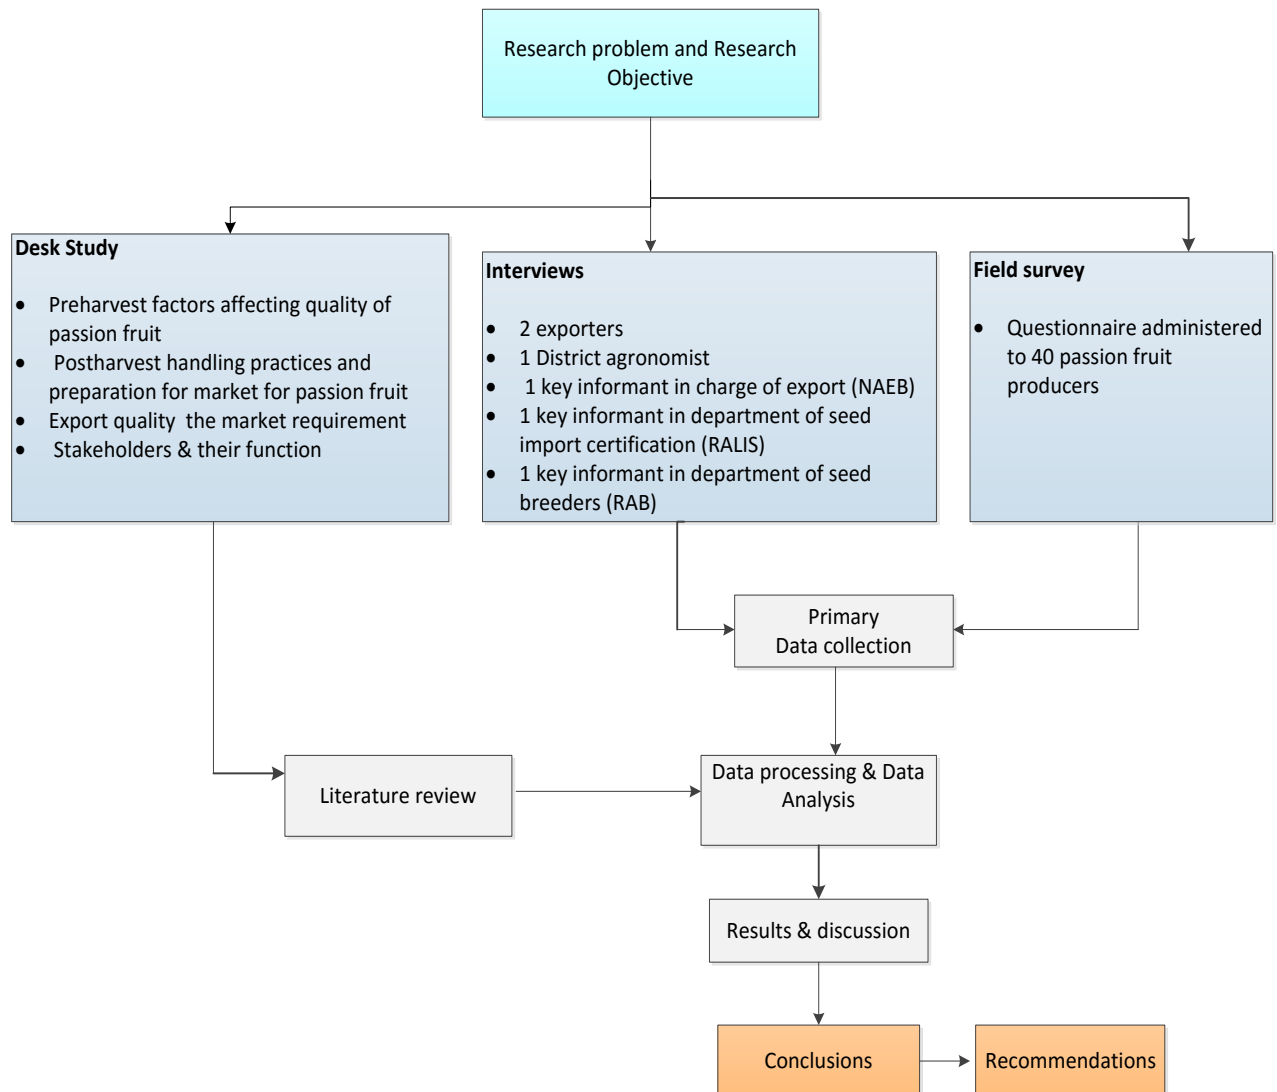 Research problem and Research
Objective
Desk Study
• Preharvest factors affecting quality of
passion fruit
• Postharvest handling practices and
preparation for market for passion fruit
• Export quality the market requirement
• Stakeholders & their function
Interviews
• 2 exporters
• 1 District agronomist
• 1 key informant in charge of export (NAEB)
• 1 key informant in department of seed
import certification (RALIS)
• 1 key informant in department of seed
breeders (RAB)
Field survey
• Questionnaire administered
to 40 passion fruit
producers
Primary
Data collection
Literature review
Data processing & Data
Analysis
Results & discussion
Conclusions
Recommendations